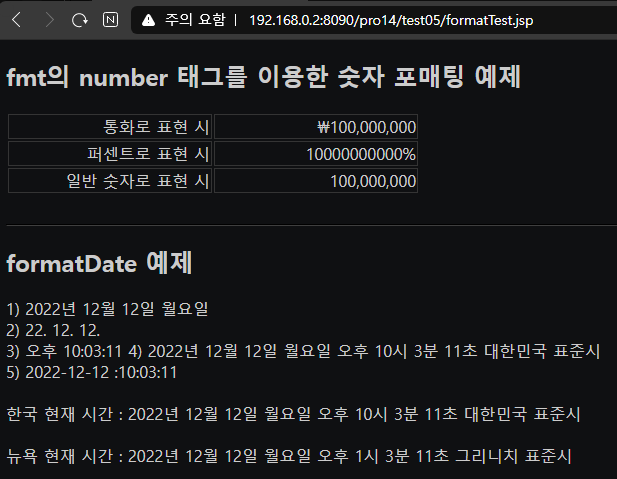 주의 요함 | 192.168.0.2:8090/pro14/test05/formatTest.jsp
fmt의 number 태그를 이용한 숫자 포매팅 예제
통화로 표현 시 ₩100,000,000
퍼센트로 표현 시 10000000000%
일반 숫자로 표현 시 100,000,000
formatDate 예제
1) 2022년 12월 12일 월요일
2) 22. 12. 12.
3) 오후 10:03:11 4) 2022년 12월 12일 월요일 오후 10시 3분 11초 대한민국 표준시
5) 2022-12-12 :10:03:11
한국 현재 시간 : 2022년 12월 12일 월요일 오후 10시 3분 11초 대한민국 표준시
뉴욕 현재 시간 : 2022년 12월 12일 월요일 오후 1시 3분 11초 그리니치 표준시